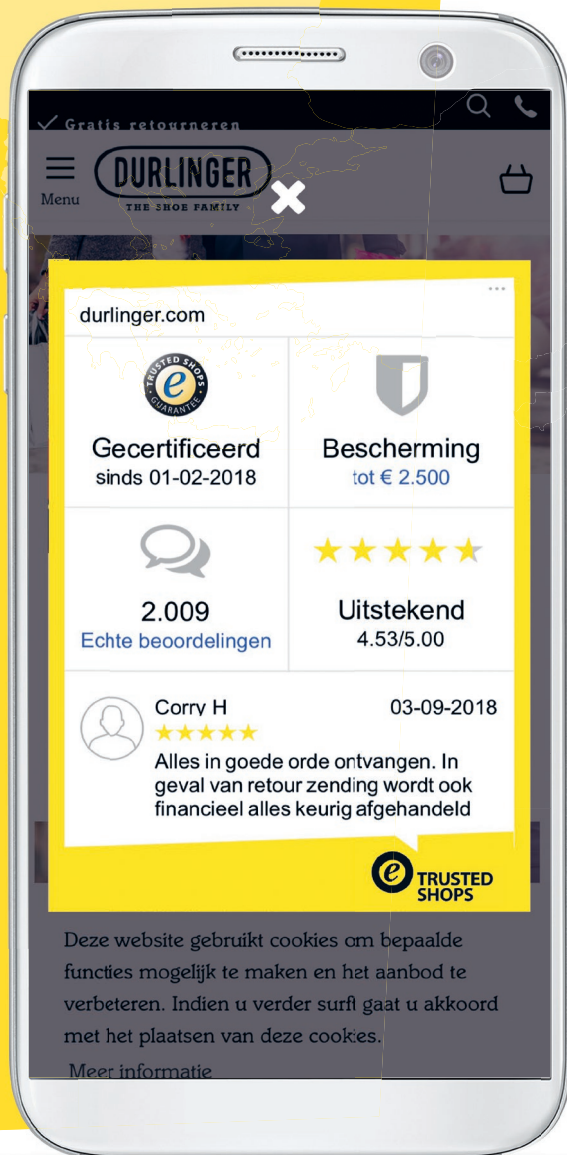 Gratis retourneren
Menu
DURLINGER
THE SHOE FAMILY
durlinger.com
TRUSTED SHOPS
e
GUARANTEE
Gecertificeerd
sinds 01-02-2018
Bescherming
tot € 2.500
2.009
Echte beoordelingen
Uitstekend
4.53/5.00
Corry H
03-09-2018
Alles in goede orde ontvangen. In
geval van retour zending wordt ook
financieel alles keurig afgehandeld
e
TRUSTED
SHOPS
Deze website gebruikt cookies om bepaalde
functies mogelijk te maken en het aanbod te
verbeteren. Indien u verder surft gaat u akkoord
met het plaatsen van deze cookies.
Meer informatie